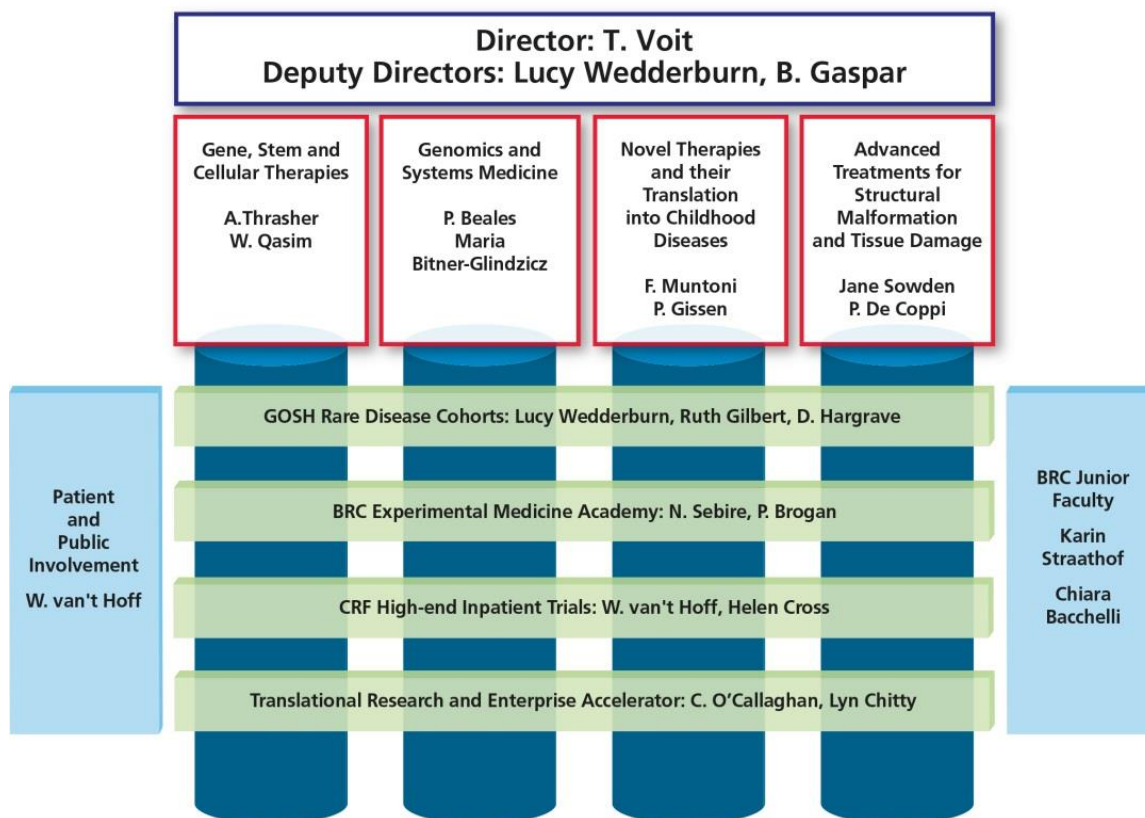 Director: T. Voit
Deputy Directors: Lucy Wedderburn, B. Gaspar
Gene, Stem and
Cellular Therapies
A.Thrasher
W. Qasim
Genomics and
Systems Medicine
P. Beales
Maria
Bitner-Glindzicz
Novel Therapies
and their
Translation
into Childhood
Diseases
F. Muntoni
P. Gissen
Advanced
Treatments for
Structural
Malformation
and Tissue Damage
Jane Sowden
P. De Coppi
GOSH Rare Disease Cohorts: Lucy Wedderburn, Ruth Gilbert, D. Hargrave
BRC Experimental Medicine Academy: N. Sebire, P. Brogan
CRF High-end Inpatient Trials: W. van't Hoff, Helen Cross
Translational Research and Enterprise Accelerator: C. O’Callaghan, Lyn Chitty
Patient
and
Public
Involvement
W. van't Hoff
BRC Junior
Faculty
Karin
Straathof
Chiara
Bacchelli